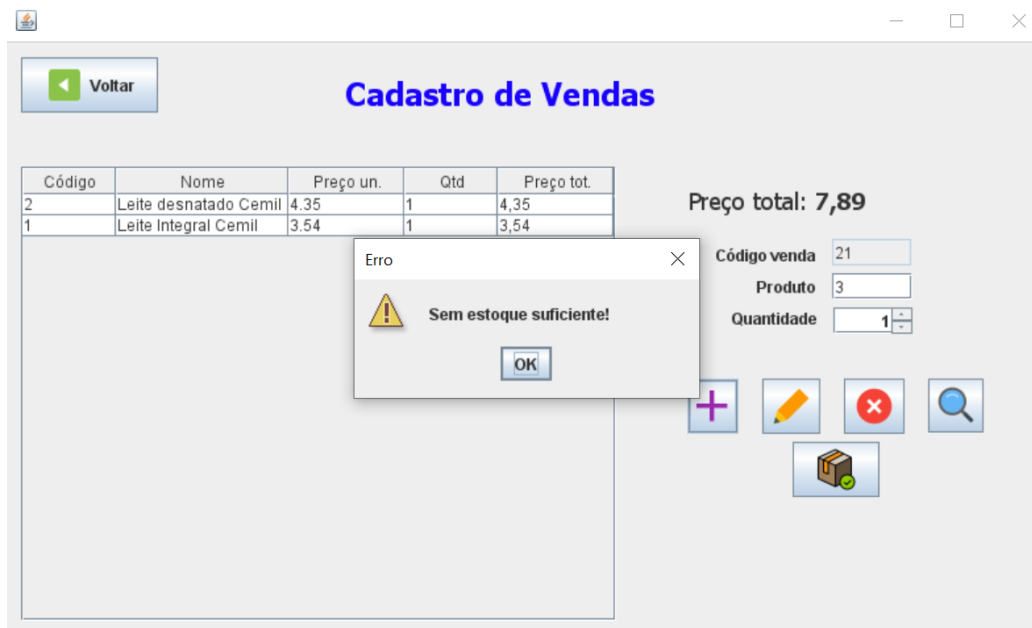 Voltar
Cadastro de Vendas
Código Nome Preço un. Qtd Preço tot.
2 Leite desnatado Cemil 4.35 1 4,35
1 Leite Integral Cemil 3.54 1 3,54
Preço total: 7,89
Código venda 21
Produto 3
Quantidade 1
Erro
Sem estoque suficiente!
OK